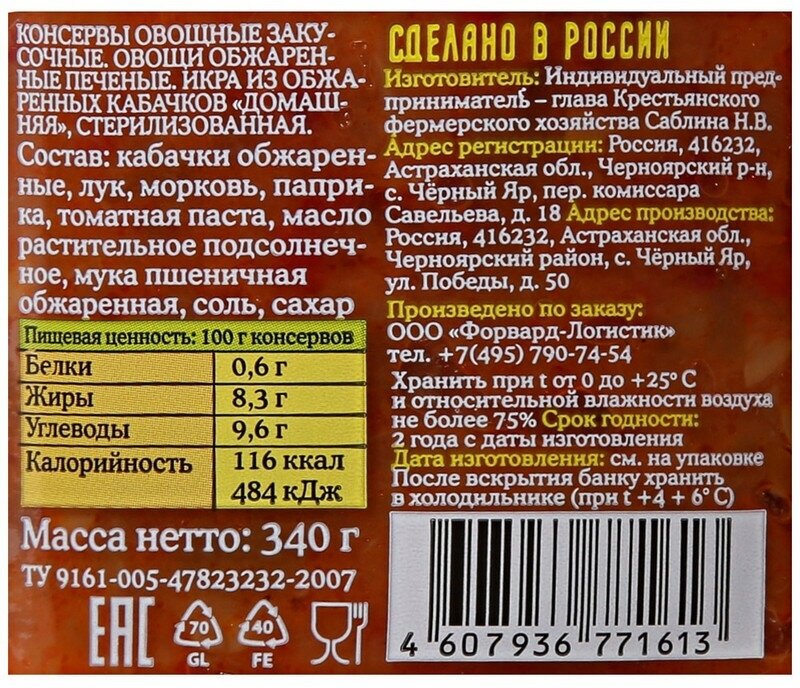 КОНСЕРВЫ ОВОЩНЫЕ ЗАКУ-
СОЧНЫЕ. ОВОЩИ ОБЖАРЕН-
НЫЕ ПЕЧЕНЫЕ. ИКРА ИЗ ОБЖА-
РЕННЫХ КАБАЧКОВ «ДОМАШ-
НЯЯ», СТЕРИЛИЗОВАННАЯ.
Состав: кабачки обжарен-
ные, лук, морковь, папри-
ка, томатная паста, масло
растительное подсолнеч-
ное, мука пшеничная
обжаренная, соль, сахар
Пищевая ценность: 100 г консервов
Белки 0,6 г
Жиры 8,3 г
Углеводы 9,6 г
Калорийность 116 ккал
484 кДж
Масса нетто: 340 г
ТУ 9161-005-47823232-2007
EAC
70
GL
40
FE
СДЕЛАНО В РОССИИ
Изготовитель: Индивидуальный пред-
приниматель – глава Крестьянского
фермерского хозяйства Саблина Н.В.
Адрес регистрации: Россия, 416232,
Астраханская обл., Черноярский р-н,
с. Чёрный Яр, пер. комиссара
Савельева, д. 18 Адрес производства:
Россия, 416232, Астраханская обл.,
Черноярский район, с. Чёрный Яр,
ул. Победы, д. 50
Произведено по заказу:
ООО «Форвард-Логистик»
тел. +7(495) 790-74-54
Хранить при t от 0 до +25° С
и относительной влажности воздуха
не более 75% Срок годности:
2 года с даты изготовления
Дата изготовления: см. на упаковке
После вскрытия банку хранить
в холодильнике (при t +4 + 6° С)
4 607936 771613